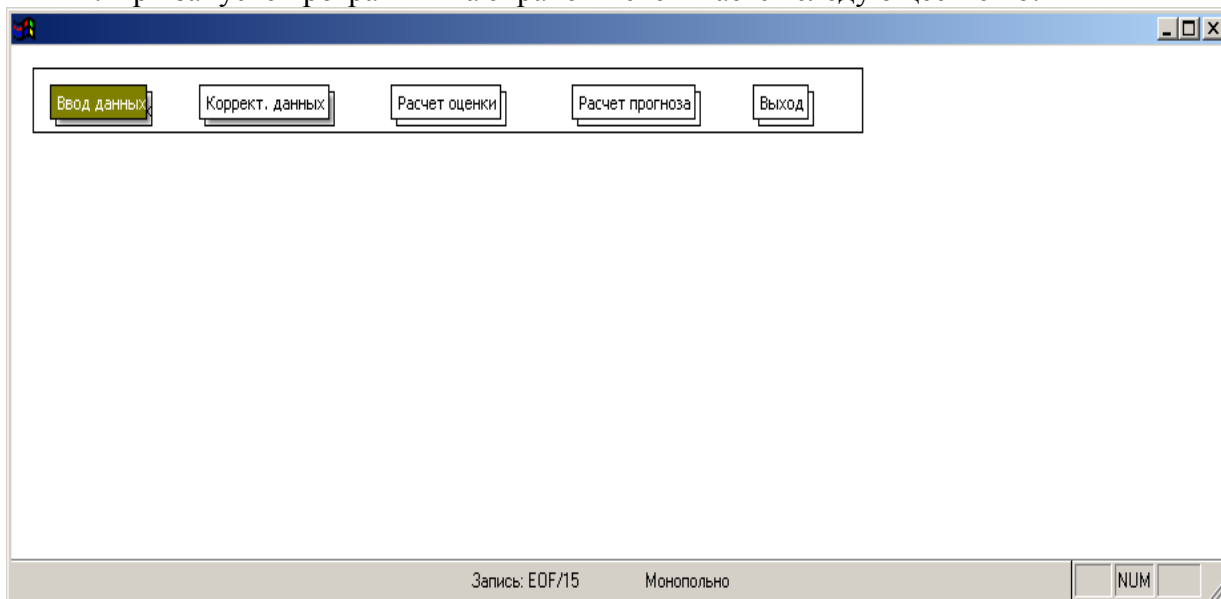 Ввод данных Коррект. данных Расчет оценки Расчет прогноза Выход
Запись: EOF/15 Монопольно NUM